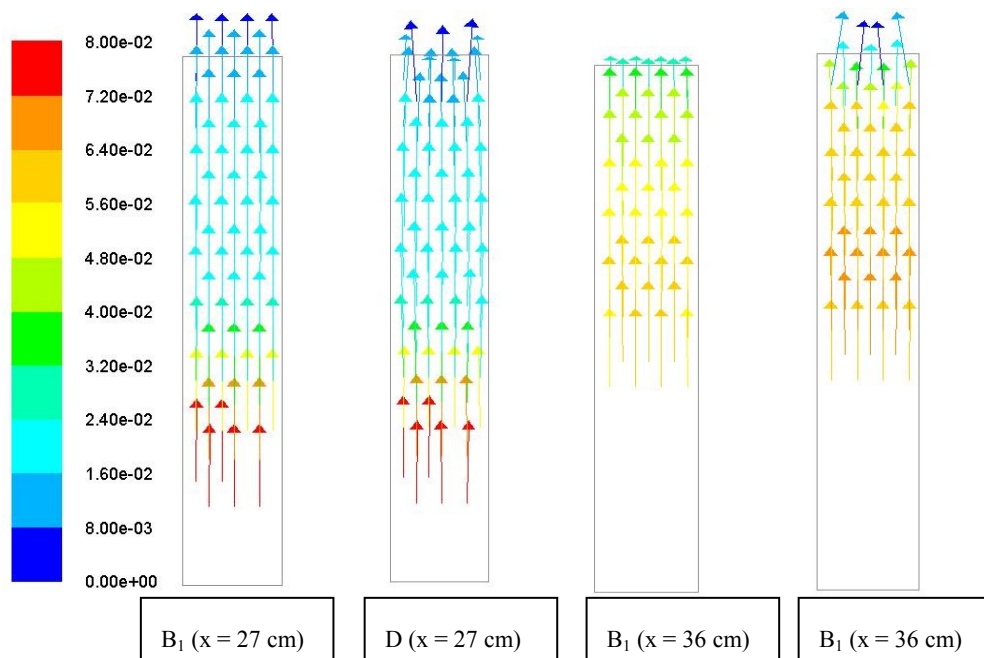 8.00e-02
7.20e-02
6.40e-02
5.60e-02
4.80e-02
4.00e-02
3.20e-02
2.40e-02
1.60e-02
8.00e-03
0.00e+00
B₁ (x = 27 cm)
D (x = 27 cm)
B₁ (x = 36 cm)
B₁ (x = 36 cm)